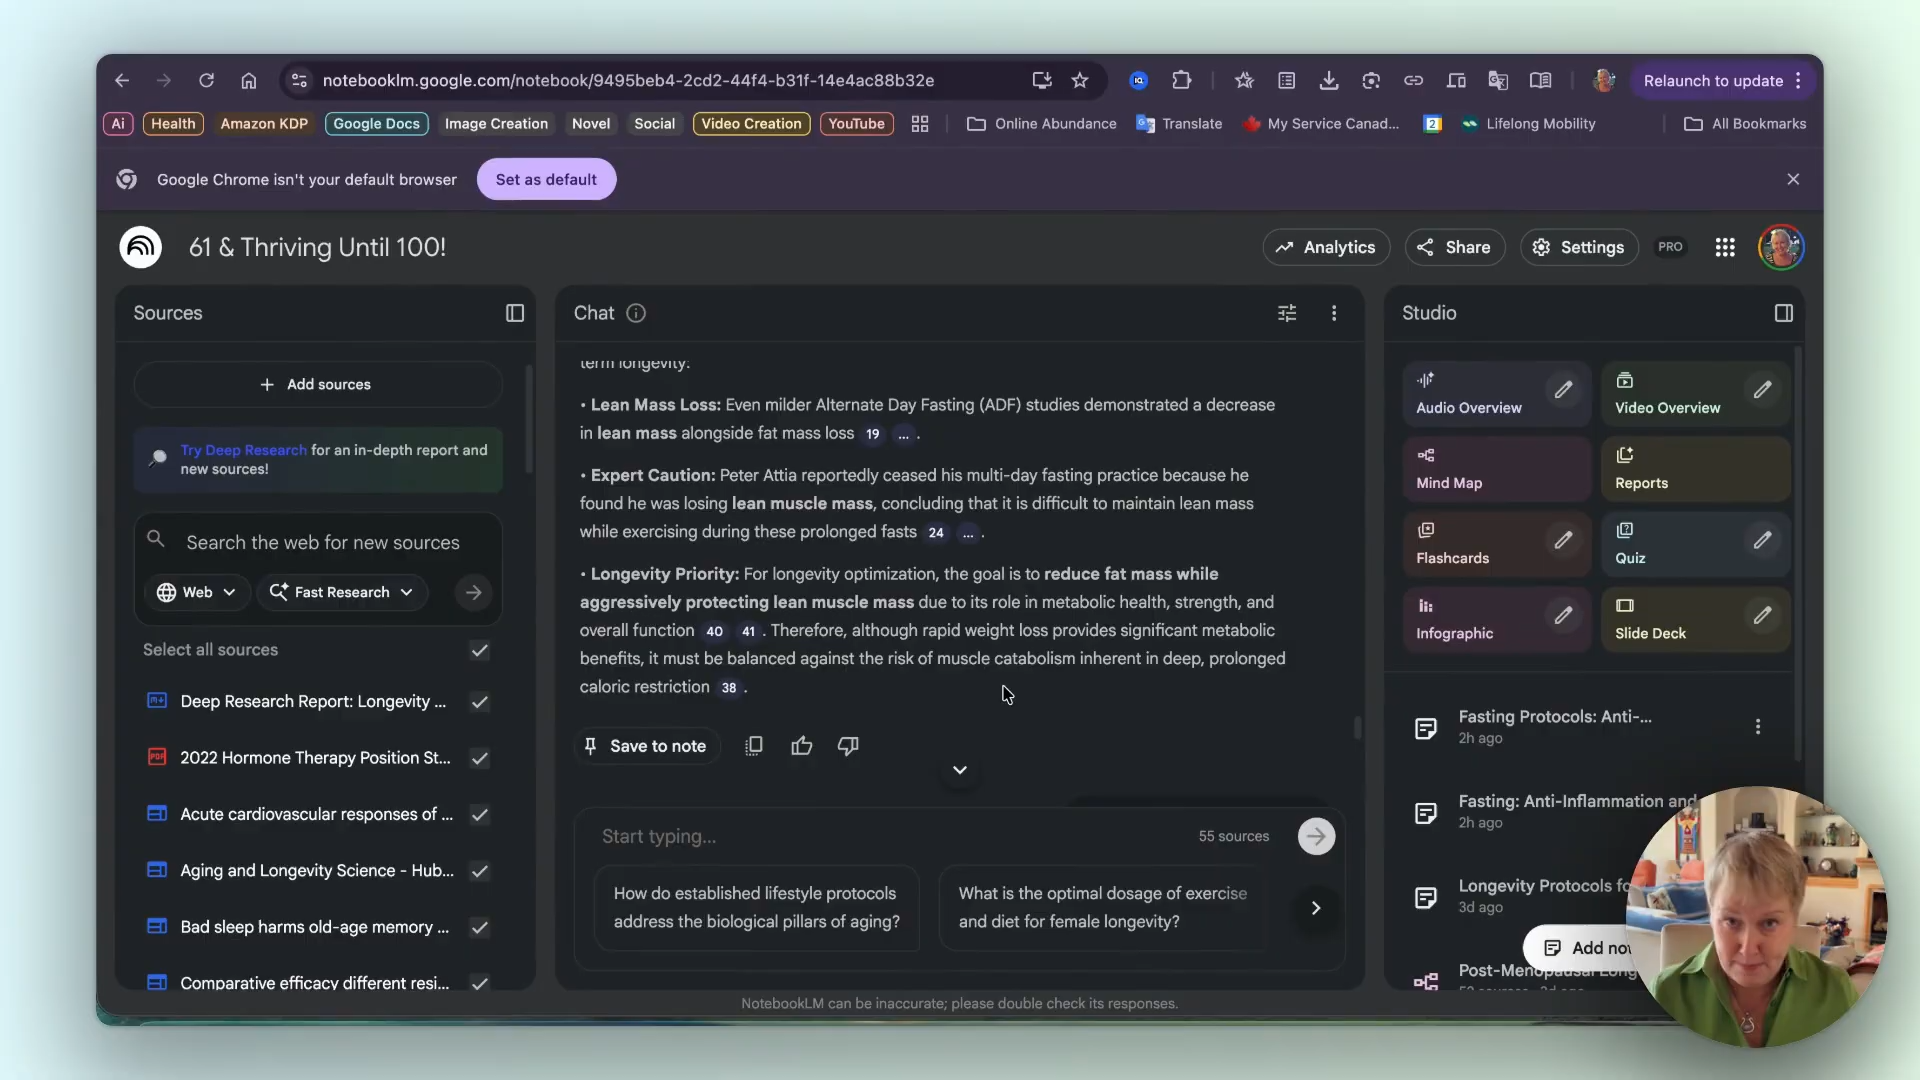 notebooklm.google.com/notebook/9495beb4-2cd2-44f4-b31f-14e4ac88b32e
Relaunch to update
Ai
Health
Amazon KDP
Google Docs
Image Creation
Novel
Social
Video Creation
YouTube
Online Abundance
Translate
My Service Canad...
2
Lifelong Mobility
All Bookmarks
Google Chrome isn't your default browser
Set as default
61 & Thriving Until 100!
Analytics
Share
Settings
PRO
Sources
Add sources
Try Deep Research for an in-depth report and
new sources!
Search the web for new sources
Web
Fast Research
Select all sources
Deep Research Report: Longevity ...
2022 Hormone Therapy Position St...
Acute cardiovascular responses of ...
Aging and Longevity Science - Hub...
Bad sleep harms old-age memory ...
Comparative efficacy different resi...
Chat
term longevity:
• Lean Mass Loss: Even milder Alternate Day Fasting (ADF) studies demonstrated a decrease
in lean mass alongside fat mass loss 19 ... .
• Expert Caution: Peter Attia reportedly ceased his multi-day fasting practice because he
found he was losing lean muscle mass, concluding that it is difficult to maintain lean mass
while exercising during these prolonged fasts 24 ... .
• Longevity Priority: For longevity optimization, the goal is to reduce fat mass while
aggressively protecting lean muscle mass due to its role in metabolic health, strength, and
overall function 40 41 . Therefore, although rapid weight loss provides significant metabolic
benefits, it must be balanced against the risk of muscle catabolism inherent in deep, prolonged
caloric restriction 38 .
Save to note
Start typing...
55 sources
How do established lifestyle protocols
address the biological pillars of aging?
What is the optimal dosage of exercise
and diet for female longevity?
NotebookLM can be inaccurate; please double check its responses.
Studio
Audio Overview
Video Overview
Mind Map
Reports
Flashcards
Quiz
Infographic
Slide Deck
Fasting Protocols: Anti-...
2h ago
Fasting: Anti-Inflammation and
2h ago
Longevity Protocols
3d ago
Add
Post-Menopausal